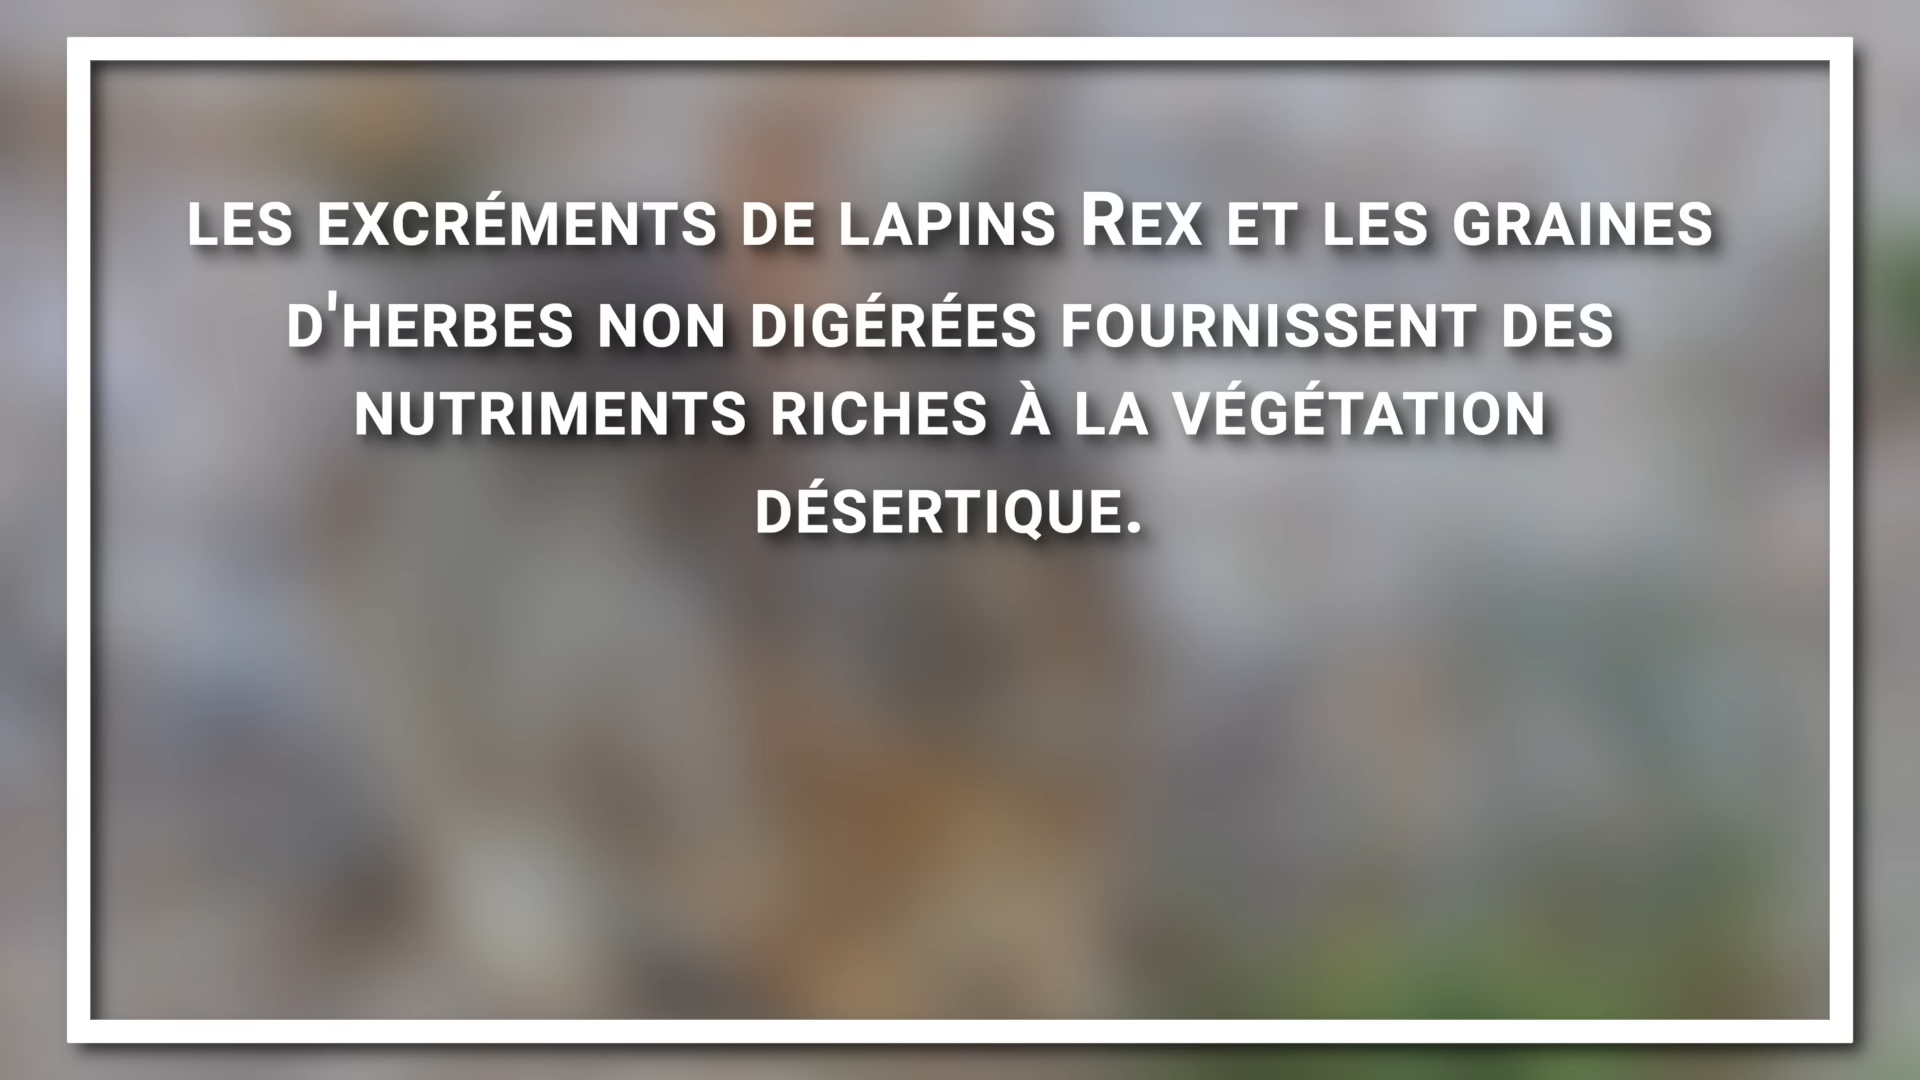 les excréments de lapins Rex et les graines
d'herbes non digérées fournissent des
nutriments riches à la végétation
désertique.